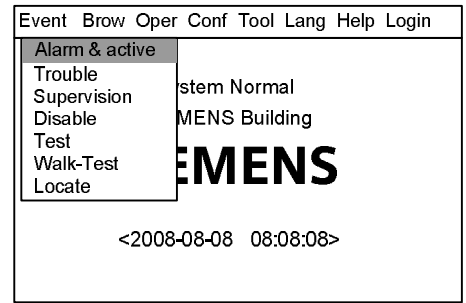 Event Brow Oper Conf Tool Lang Help Login
Alarm & active
Trouble
Supervision
Disable
Test
Walk-Test
Locate
stem Normal
MENS Building
EMENS
<2008-08-08 08:08:08>